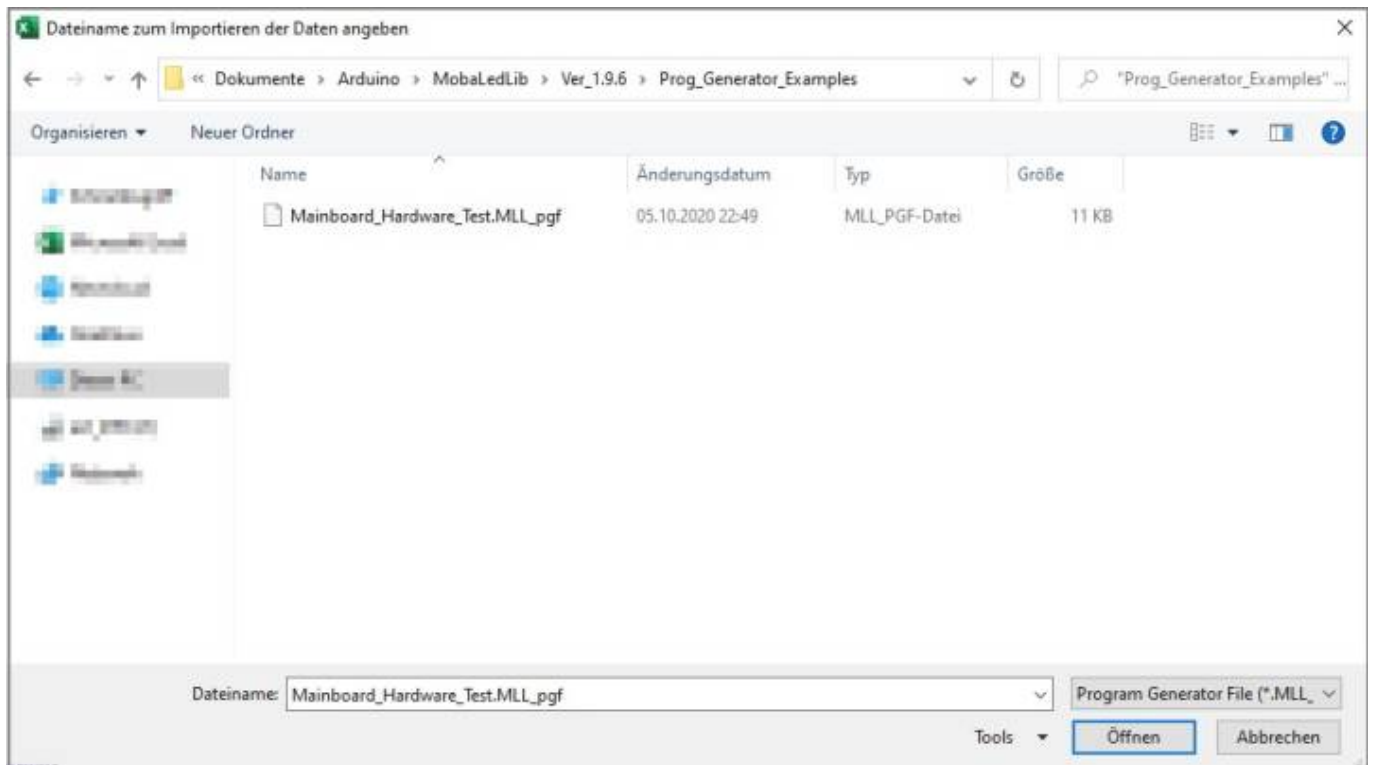 Dateiname zum Importieren der Daten angeben
« Dokumente > Arduino > MobaLedLib > Ver_1.9.6 > Prog_Generator_Examples
"Prog_Generator_Examples" ...
Organisieren
Neuer Ordner
Name Änderungsdatum Typ Größe
Mainboard_Hardware_Test.MLL_pgf 05.10.2020 22:49 MLL_PGF-Datei 11 KB
Dateiname: Mainboard_Hardware_Test.MLL_pgf
Program Generator File (*.MLL_
Tools
Öffnen
Abbrechen